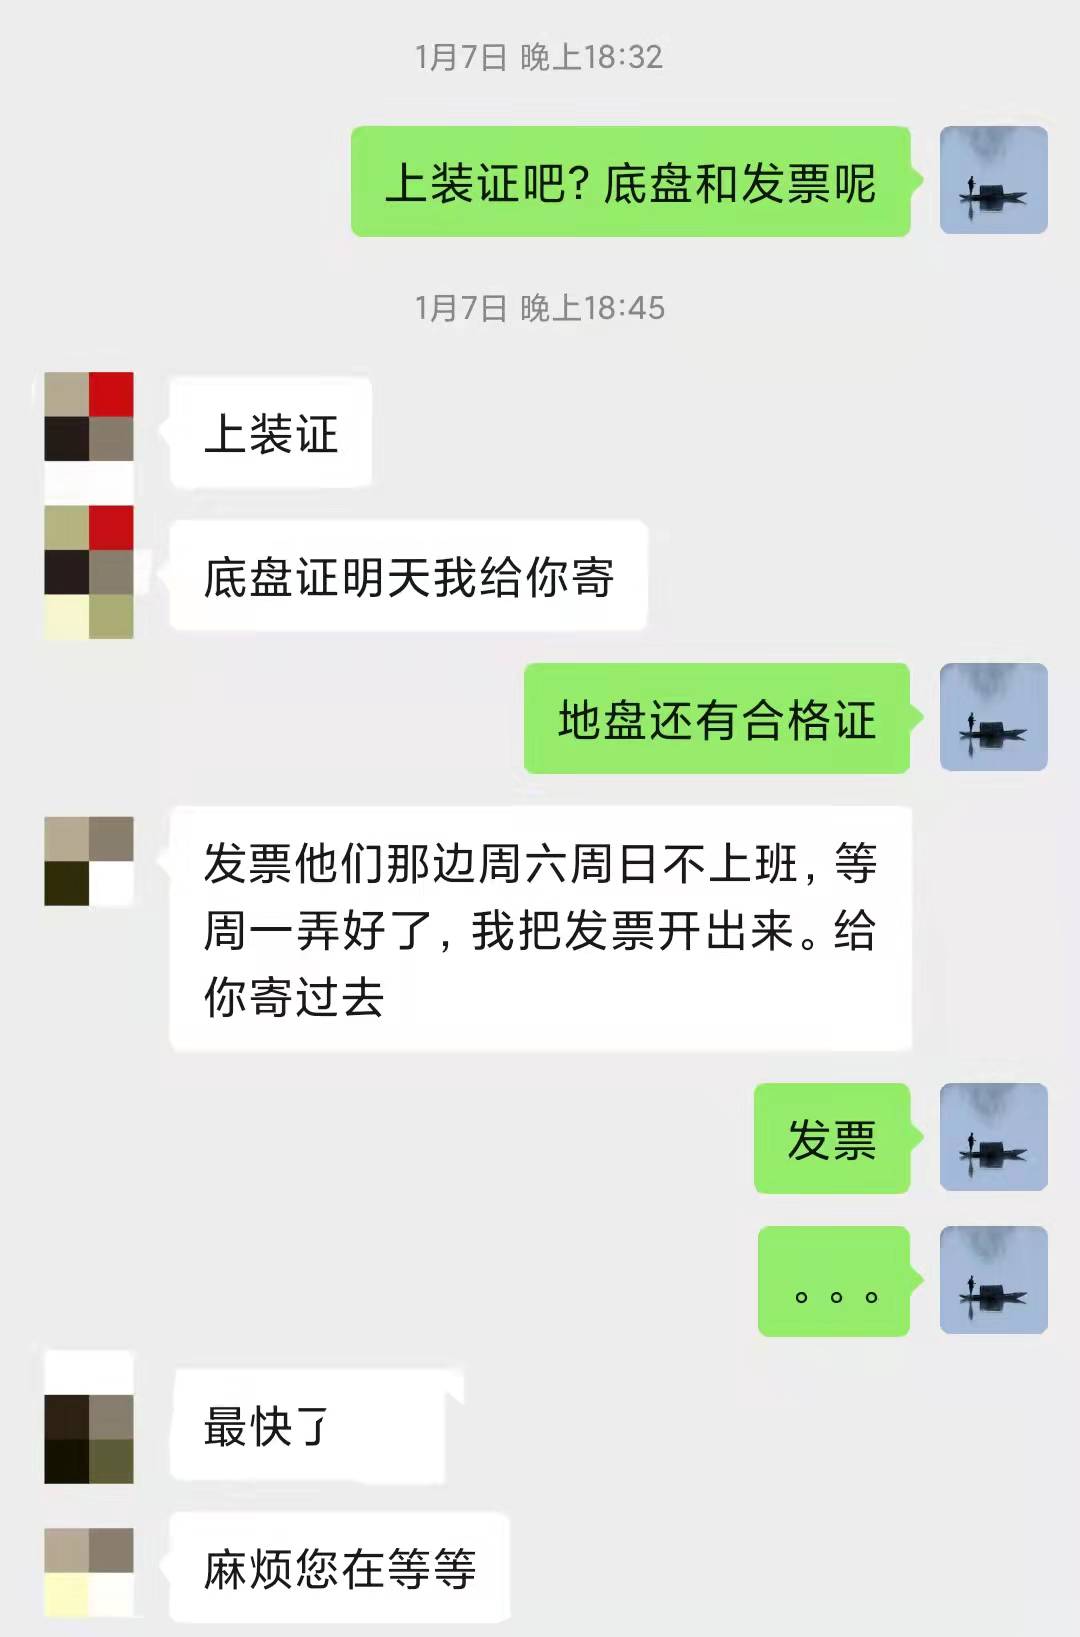 1月7日 晚上18:32
上装证吧？底盘和发票呢
1月7日 晚上18:45
上装证
底盘证明天我给你寄
地盘还有合格证
发票他们那边周六周日不上班，等
周一弄好了，我把发票开出来。给
你寄过去
发票
。。。
最快了
麻烦您在等等